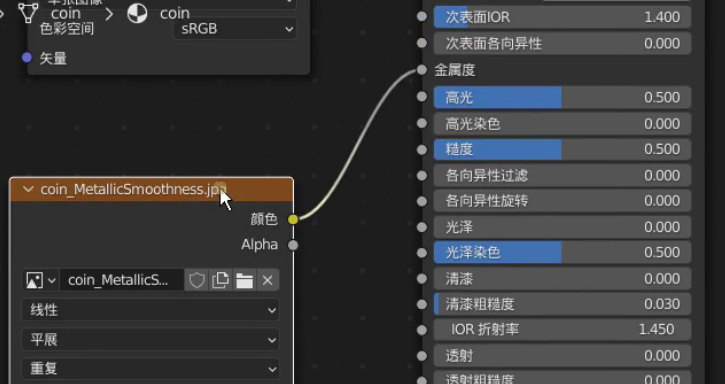 coin > coin
色彩空间 sRGB
矢量
coin_MetallicSmoothness.jpg
颜色
Alpha
coin_MetallicS...
线性
平展
重复
次表面IOR 1.400
次表面各向异性 0.000
金属度
高光 0.500
高光染色 0.000
糙度 0.500
各向异性过滤 0.000
各向异性旋转 0.000
光泽 0.000
光泽染色 0.500
清漆 0.000
清漆粗糙度 0.030
IOR 折射率 1.450
透射 0.000
透射粗糙度 0.000